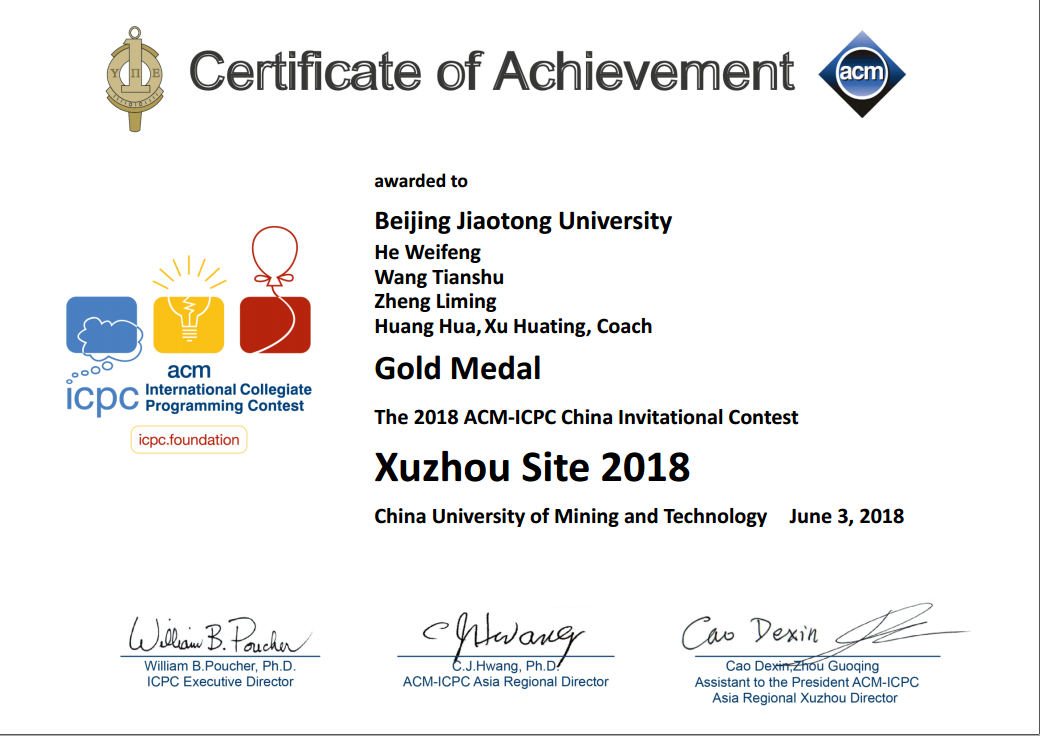 Certificate of Achievement
Υ Π Ε
acm
awarded to
Beijing Jiaotong University
He Weifeng
Wang Tianshu
Zheng Liming
Huang Hua, Xu Huating, Coach
Gold Medal
The 2018 ACM-ICPC China Invitational Contest
Xuzhou Site 2018
China University of Mining and Technology June 3, 2018
acm
icpc International Collegiate
Programming Contest
icpc.foundation
William B. Poucher
William B.Poucher, Ph.D.
ICPC Executive Director
C J Hwang
C.J.Hwang, Ph.D.
ACM-ICPC Asia Regional Director
Cao Dexin
Cao Dexin,Zhou Guoqing
Assistant to the President ACM-ICPC
Asia Regional Xuzhou Director